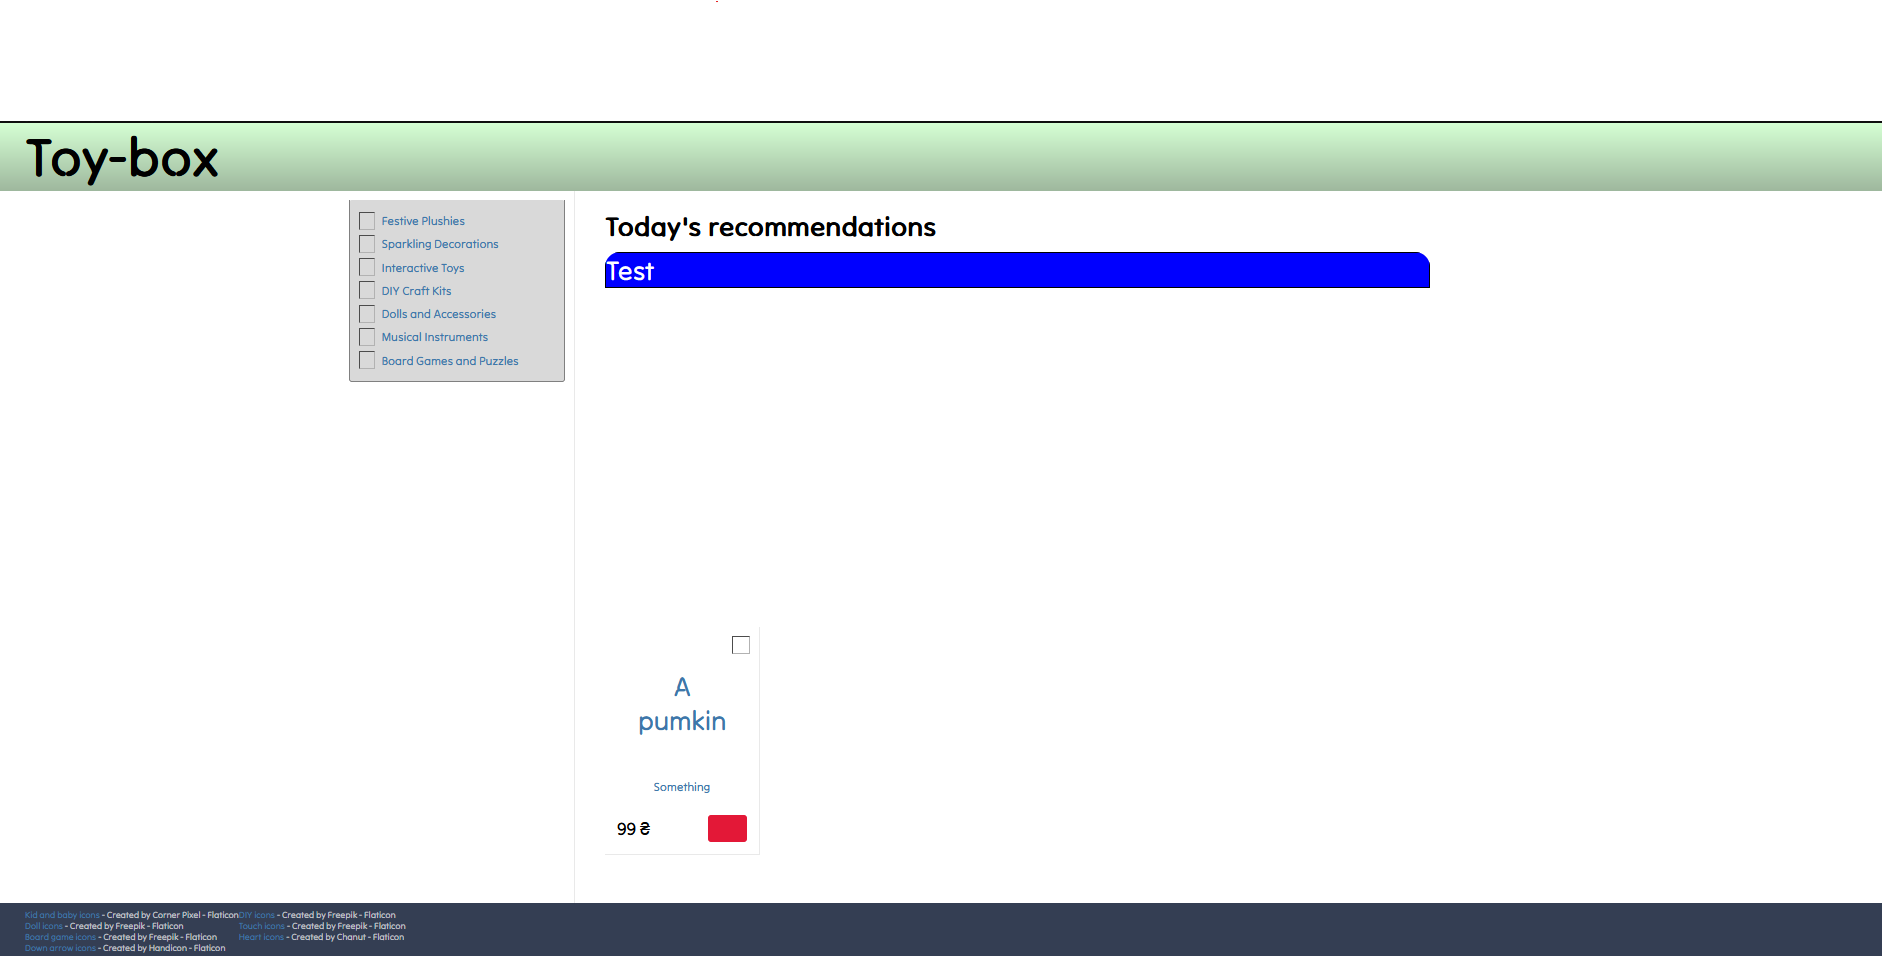 Toy-box
Festive Plushies
Sparkling Decorations
Interactive Toys
DIY Craft Kits
Dolls and Accessories
Musical Instruments
Board Games and Puzzles
Today's recommendations
Test
A
pumkin
Something
99 ₴
Kid and baby icons - Created by Corner Pixel - Flaticon
Doll icons - Created by Freepik - Flaticon
Board game icons - Created by Freepik - Flaticon
Down arrow icons - Created by Handicon - Flaticon
DIY icons - Created by Freepik - Flaticon
Touch icons - Created by Freepik - Flaticon
Heart icons - Created by Chanut - Flaticon